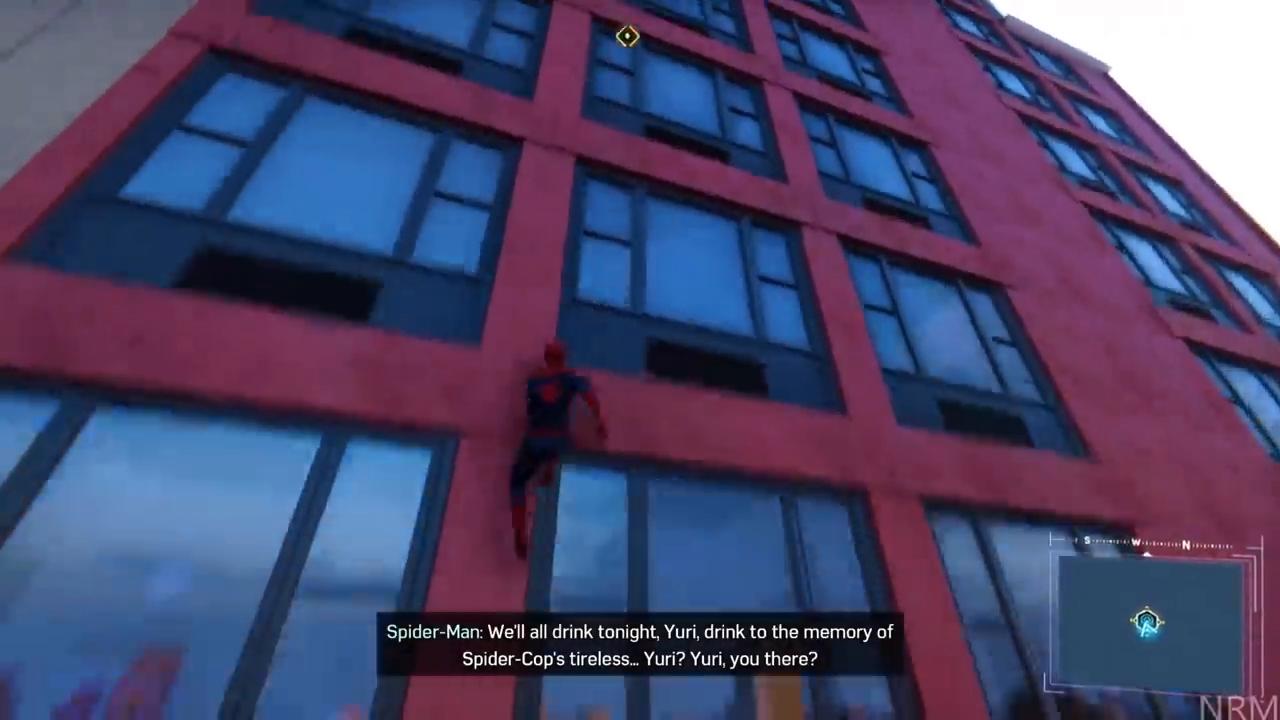 S W N
Spider-Man: We'll all drink tonight, Yuri, drink to the memory of
Spider-Cop's tireless... Yuri? Yuri, you there?
NRM